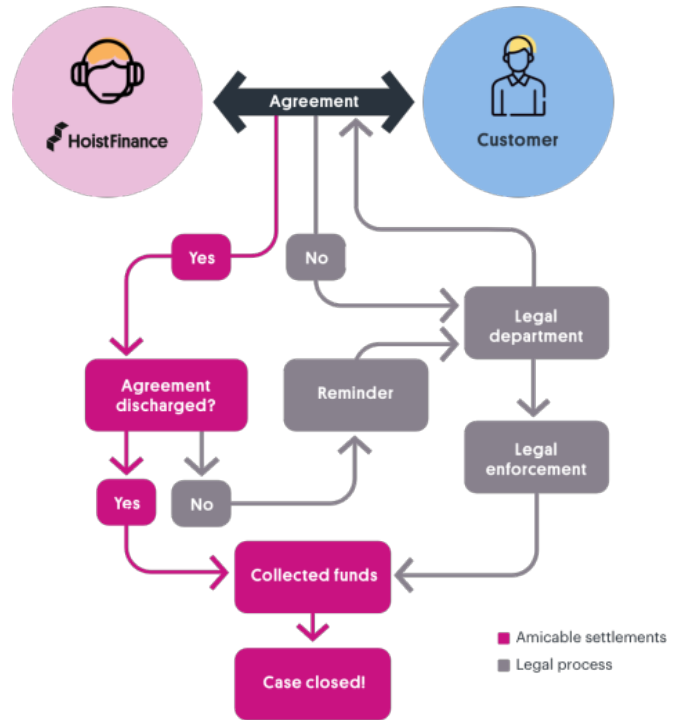 Agreement
HoistFinance
Customer
Yes
No
Legal
department
Agreement
discharged?
Reminder
Legal
enforcement
Yes
No
Collected funds
Case closed!
Amicable settlements
Legal process